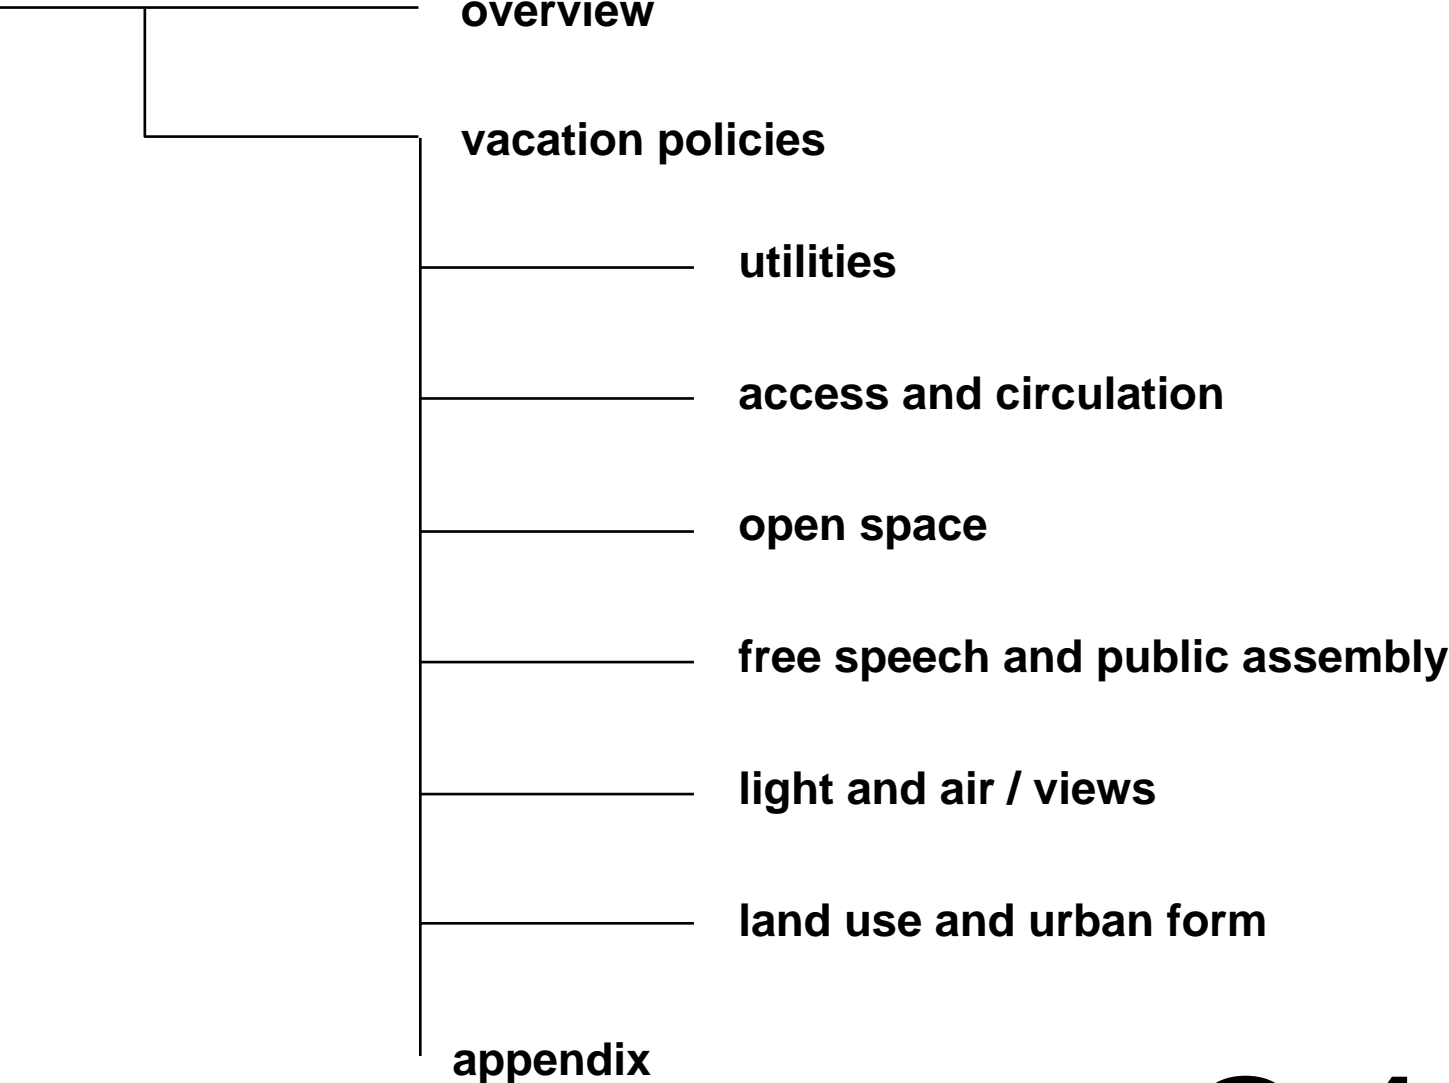 overview
vacation policies
utilities
access and circulation
open space
free speech and public assembly
light and air / views
land use and urban form
appendix